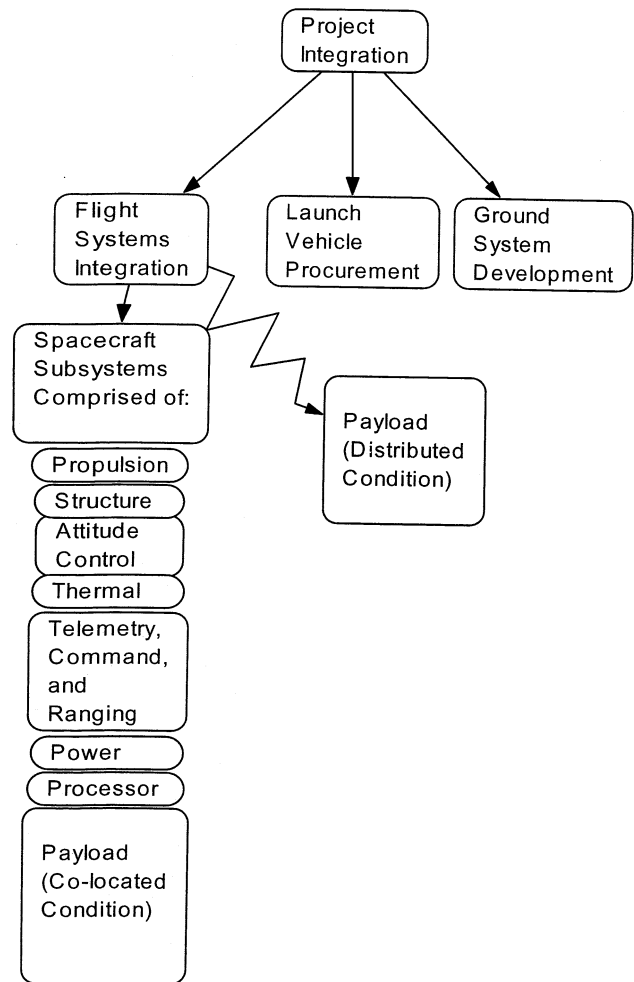 Project
Integration
Flight
Systems
Integration
Launch
Vehicle
Procurement
Ground
System
Development
Spacecraft
Subsystems
Comprised of:
Payload
(Distributed
Condition)
Propulsion
Structure
Attitude
Control
Thermal
Telemetry,
Command,
and
Ranging
Power
Processor
Payload
(Co-located
Condition)